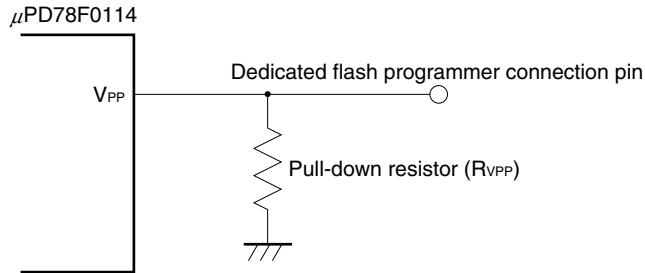 μPD78F0114
Dedicated flash programmer connection pin
VPP
Pull-down resistor (RVPP)